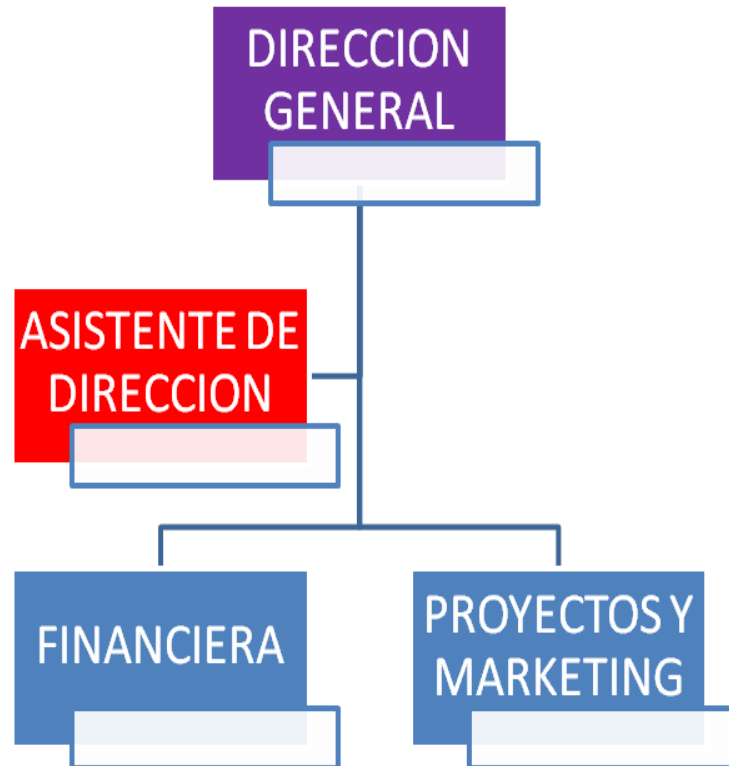 DIRECCION
GENERAL
ASISTENTE DE
DIRECCION
FINANCIERA
PROYECTOS Y
MARKETING